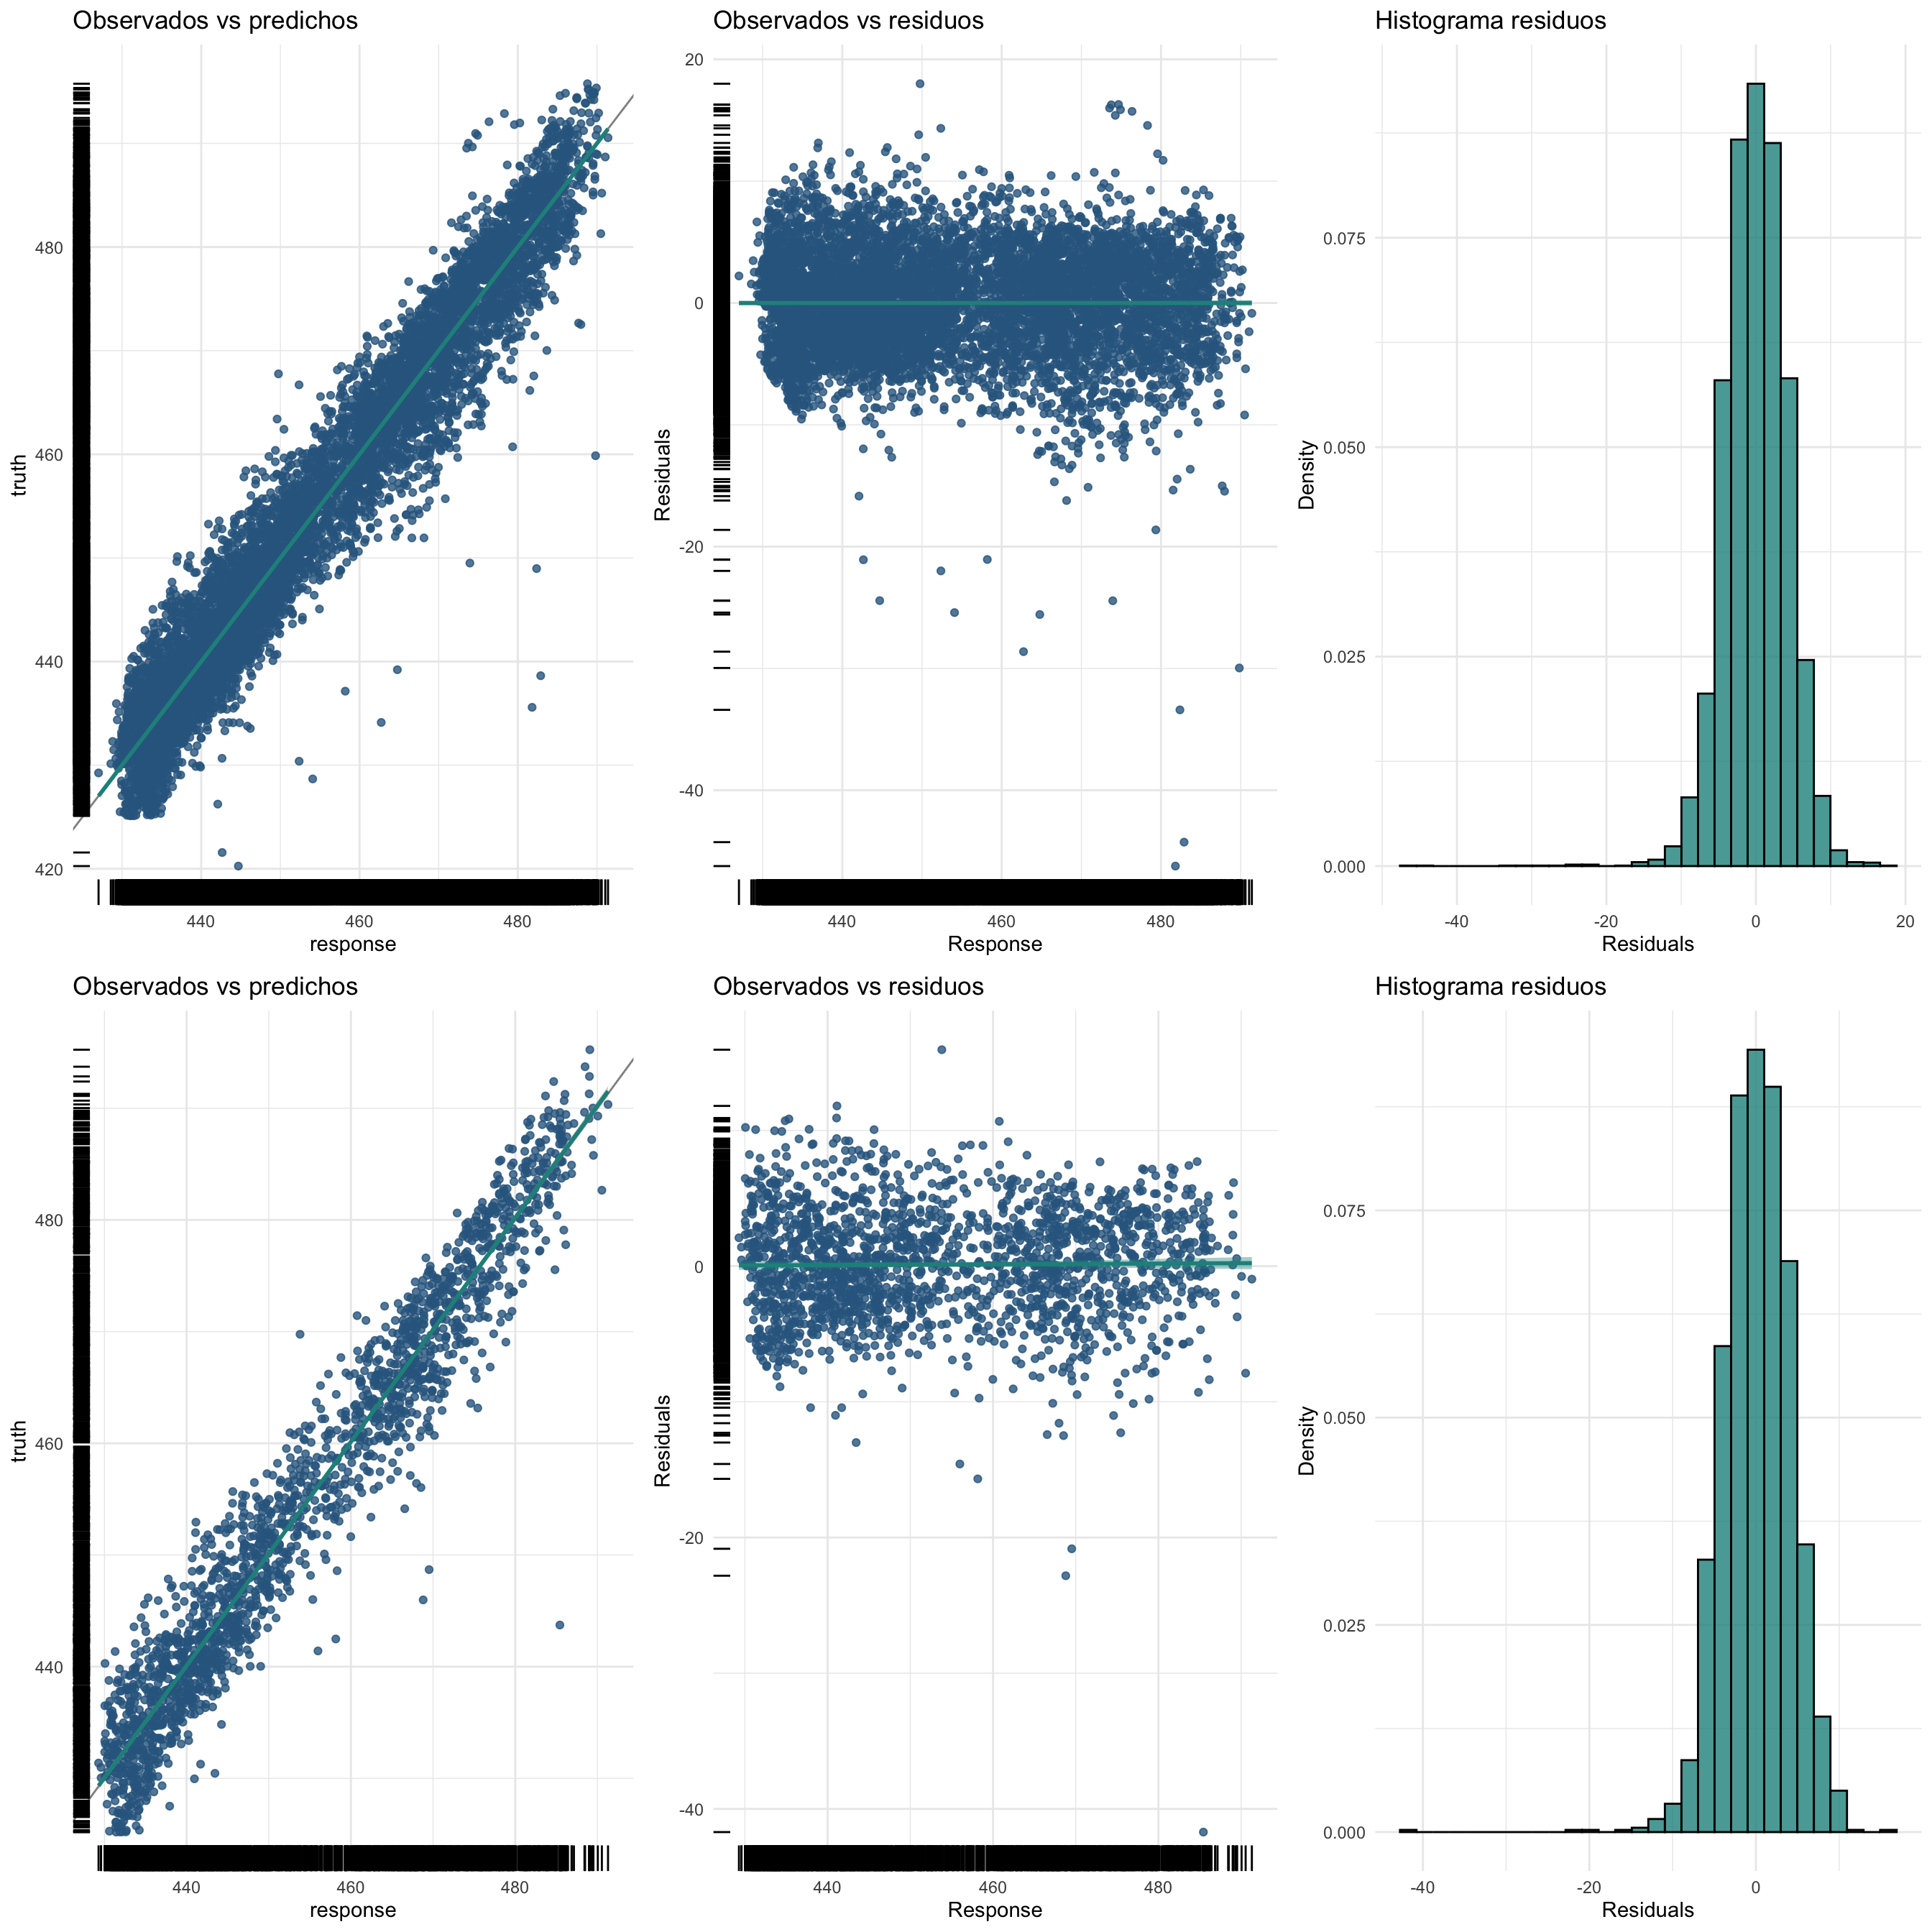 Observados vs predichos
truth
480
460
440
420
440 460 480
response
Observados vs residuos
Residuals
20
0
-20
-40
440 460 480
Response
Histograma residuos
Density
0.075
0.050
0.025
0.000
-40 -20 0 20
Residuals
Observados vs predichos
truth
480
460
440
440 460 480
response
Observados vs residuos
Residuals
0
-20
-40
440 460 480
Response
Histograma residuos
Density
0.075
0.050
0.025
0.000
-40 -20 0
Residuals